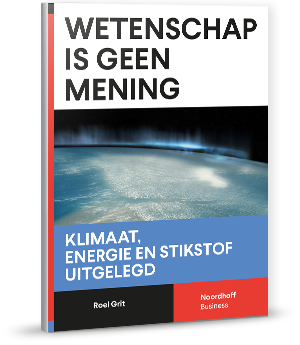 WETENSCHAP
IS GEEN
MENING
KLIMAAT,
ENERGIE EN STIKSTOF
UITGELEGD
Roel Grit
Noordhoff
Business